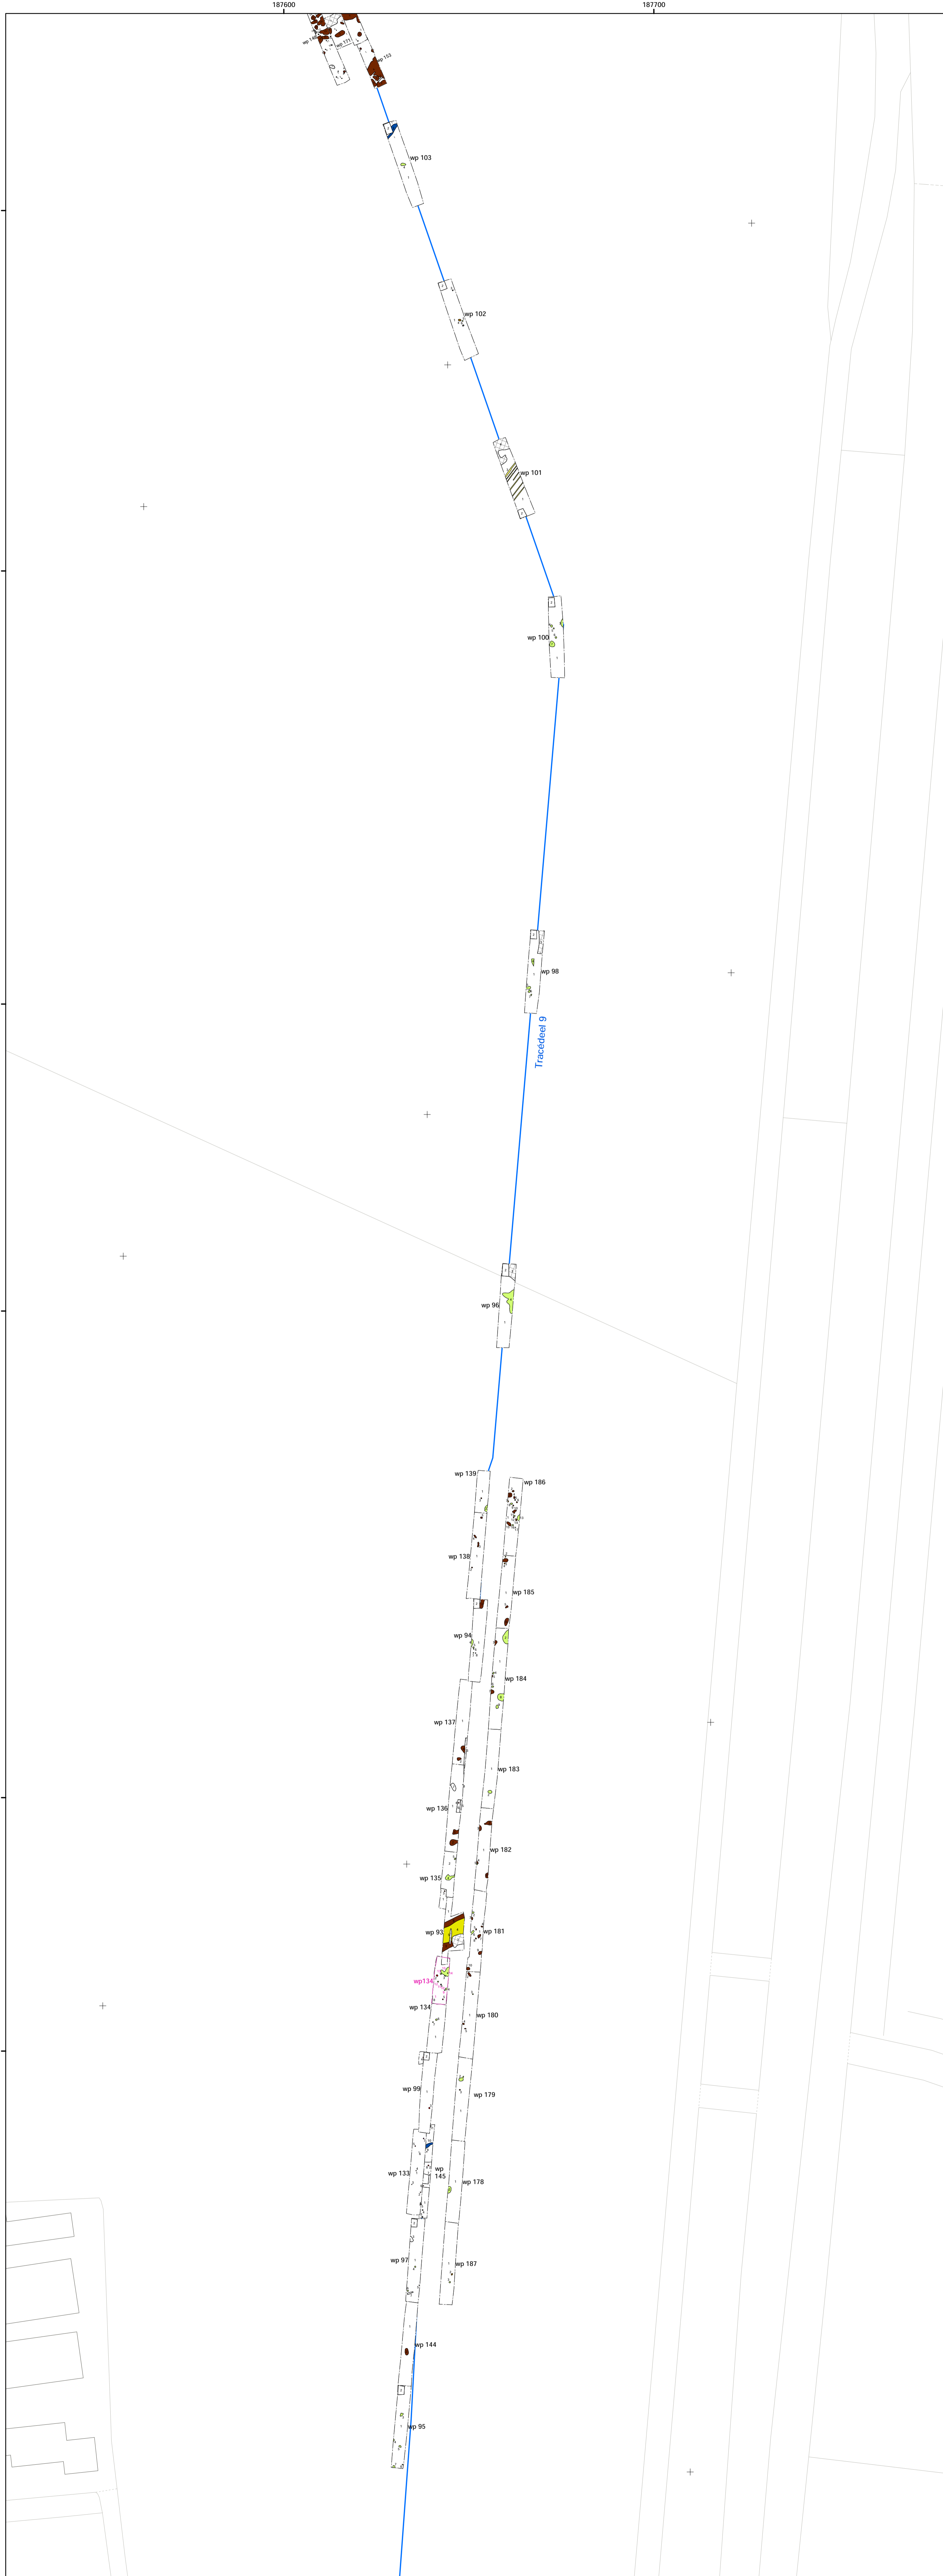 187600
187700
wp 153
wp 103
wp 102
wp 101
wp 100
wp 98
Tracédeel 9
wp 96
wp 139
wp 186
wp 138
wp 185
wp 94
wp 184
wp 137
wp 183
wp 136
wp 182
wp 135
wp 93
wp 181
wp134
wp 134
wp 180
wp 99
wp 179
wp 133
wp
145
wp 178
wp 97
wp 187
wp 144
wp 95